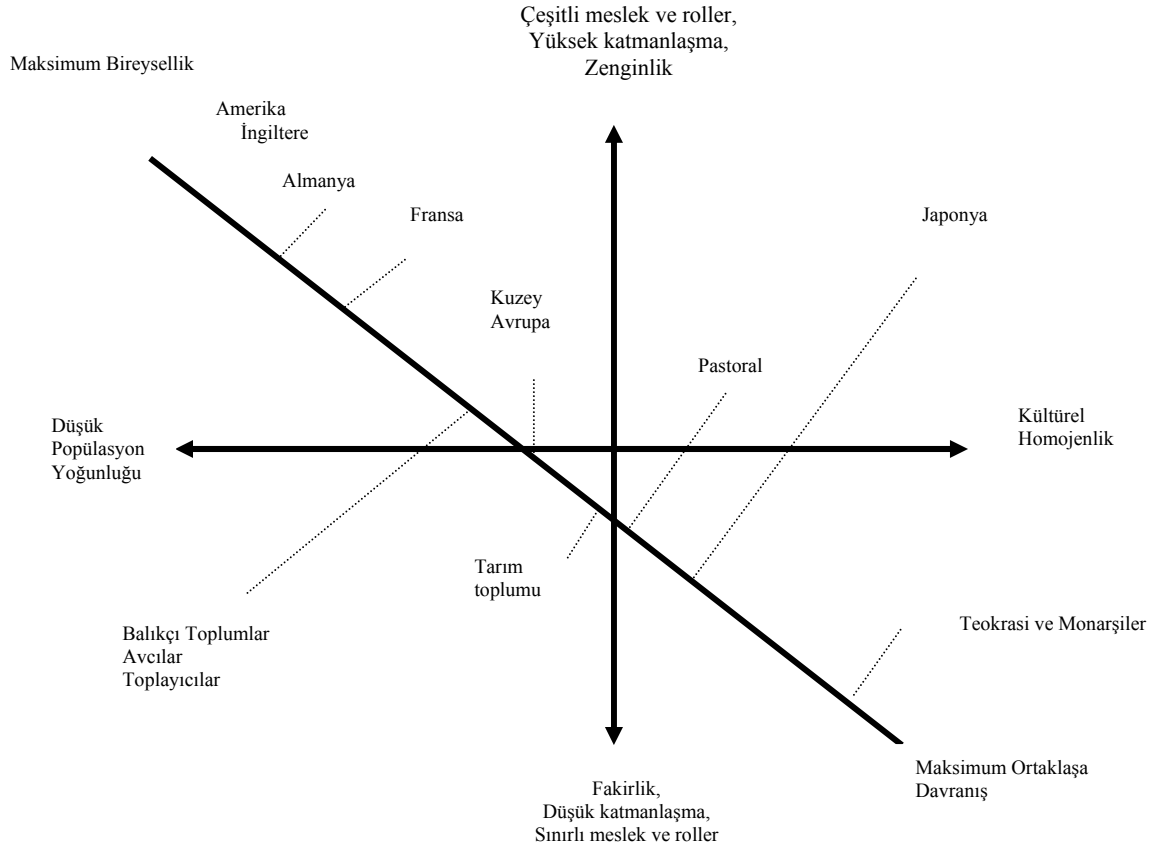 Çeşitli meslek ve roller,
Yüksek katmanlaşma,
Zenginlik
Maksimum Bireysellik
Amerika
İngiltere
Almanya
Fransa
Japonya
Kuzey
Avrupa
Pastoral
Düşük
Popülasyon
Yoğunluğu
Kültürel
Homojenlik
Tarım
toplumu
Balıkçı Toplumlar
Avcılar
Toplayıcılar
Teokrasi ve Monarşiler
Maksimum Ortaklaşa
Davranış
Fakirlik,
Düşük katmanlaşma,
Sınırlı meslek ve roller